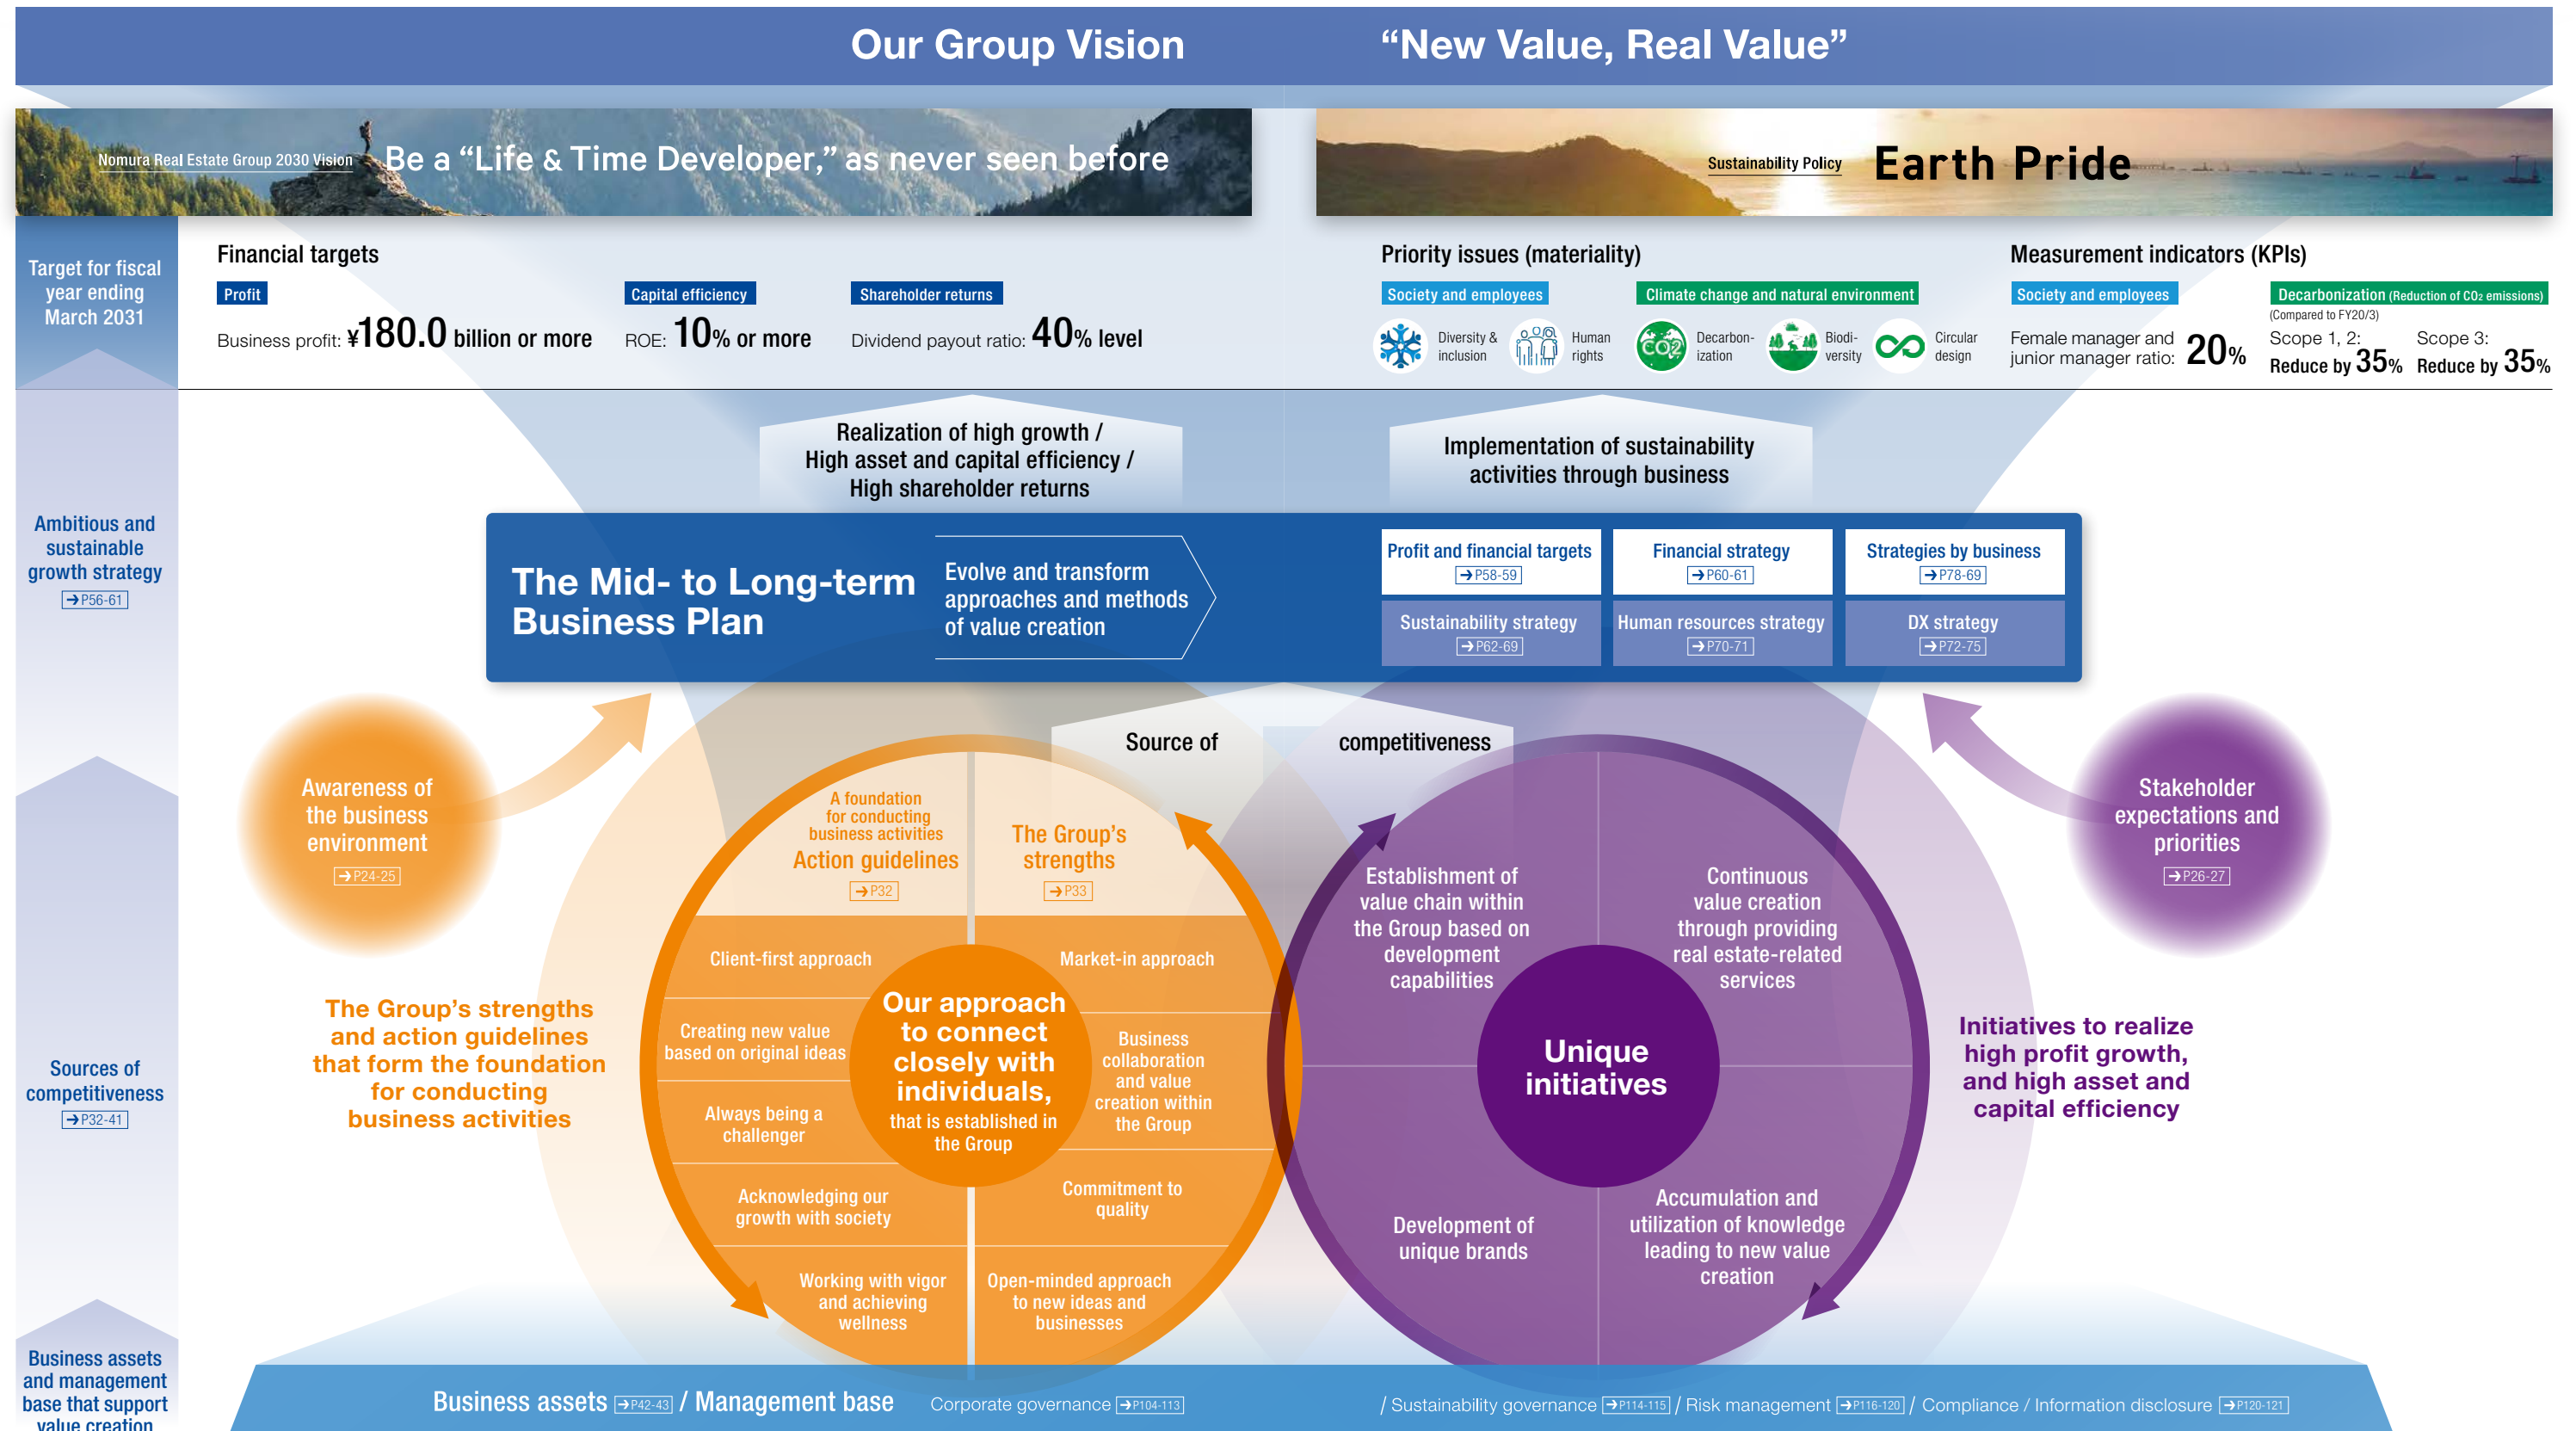 Our Group Vision “New Value, Real Value”
Nomura Real Estate Group 2030 Vision
Be a “Life & Time Developer,” as never seen before
Sustainability Policy
Earth Pride
Target for fiscal
year ending
March 2031
Financial targets
Profit
Business profit: ¥180.0 billion or more
Capital efficiency
ROE: 10% or more
Shareholder returns
Dividend payout ratio: 40% level
Priority issues (materiality)
Society and employees
Diversity &
inclusion
Human
rights
Climate change and natural environment
CO2
Decarbon-
ization
Biodi-
versity
Circular
design
Measurement indicators (KPIs)
Society and employees
Female manager and
junior manager ratio: 20%
Decarbonization (Reduction of CO2 emissions)
(Compared to FY20/3)
Scope 1, 2:
Reduce by 35%
Scope 3:
Reduce by 35%
Ambitious and
sustainable
growth strategy
→P56-61
Realization of high growth /
High asset and capital efficiency /
High shareholder returns
Implementation of sustainability
activities through business
The Mid- to Long-term
Business Plan
Evolve and transform
approaches and methods
of value creation
Profit and financial targets
→P58-59
Financial strategy
→P60-61
Strategies by business
→P78-69
Sustainability strategy
→P62-69
Human resources strategy
→P70-71
DX strategy
→P72-75
Awareness of
the business
environment
→P24-25
Source of competitiveness
Stakeholder
expectations and
priorities
→P26-27
Sources of
competitiveness
→P32-41
The Group’s strengths
and action guidelines
that form the foundation
for conducting
business activities
A foundation
for conducting
business activities
Action guidelines
→P32
The Group’s
strengths
→P33
Client-first approach
Creating new value
based on original ideas
Always being a
challenger
Acknowledging our
growth with society
Working with vigor
and achieving
wellness
Our approach
to connect
closely with
individuals,
that is established in
the Group
Market-in approach
Business
collaboration
and value
creation within
the Group
Commitment to
quality
Open-minded approach
to new ideas and
businesses
Establishment of
value chain within
the Group based on
development
capabilities
Continuous
value creation
through providing
real estate-related
services
Unique
initiatives
Development of
unique brands
Accumulation and
utilization of knowledge
leading to new value
creation
Initiatives to realize
high profit growth,
and high asset and
capital efficiency
Business assets
and management
base that support
value creation
Business assets →P42-43 / Management base Corporate governance →P104-113 / Sustainability governance →P114-115 / Risk management →P116-120 / Compliance / Information disclosure →P120-121